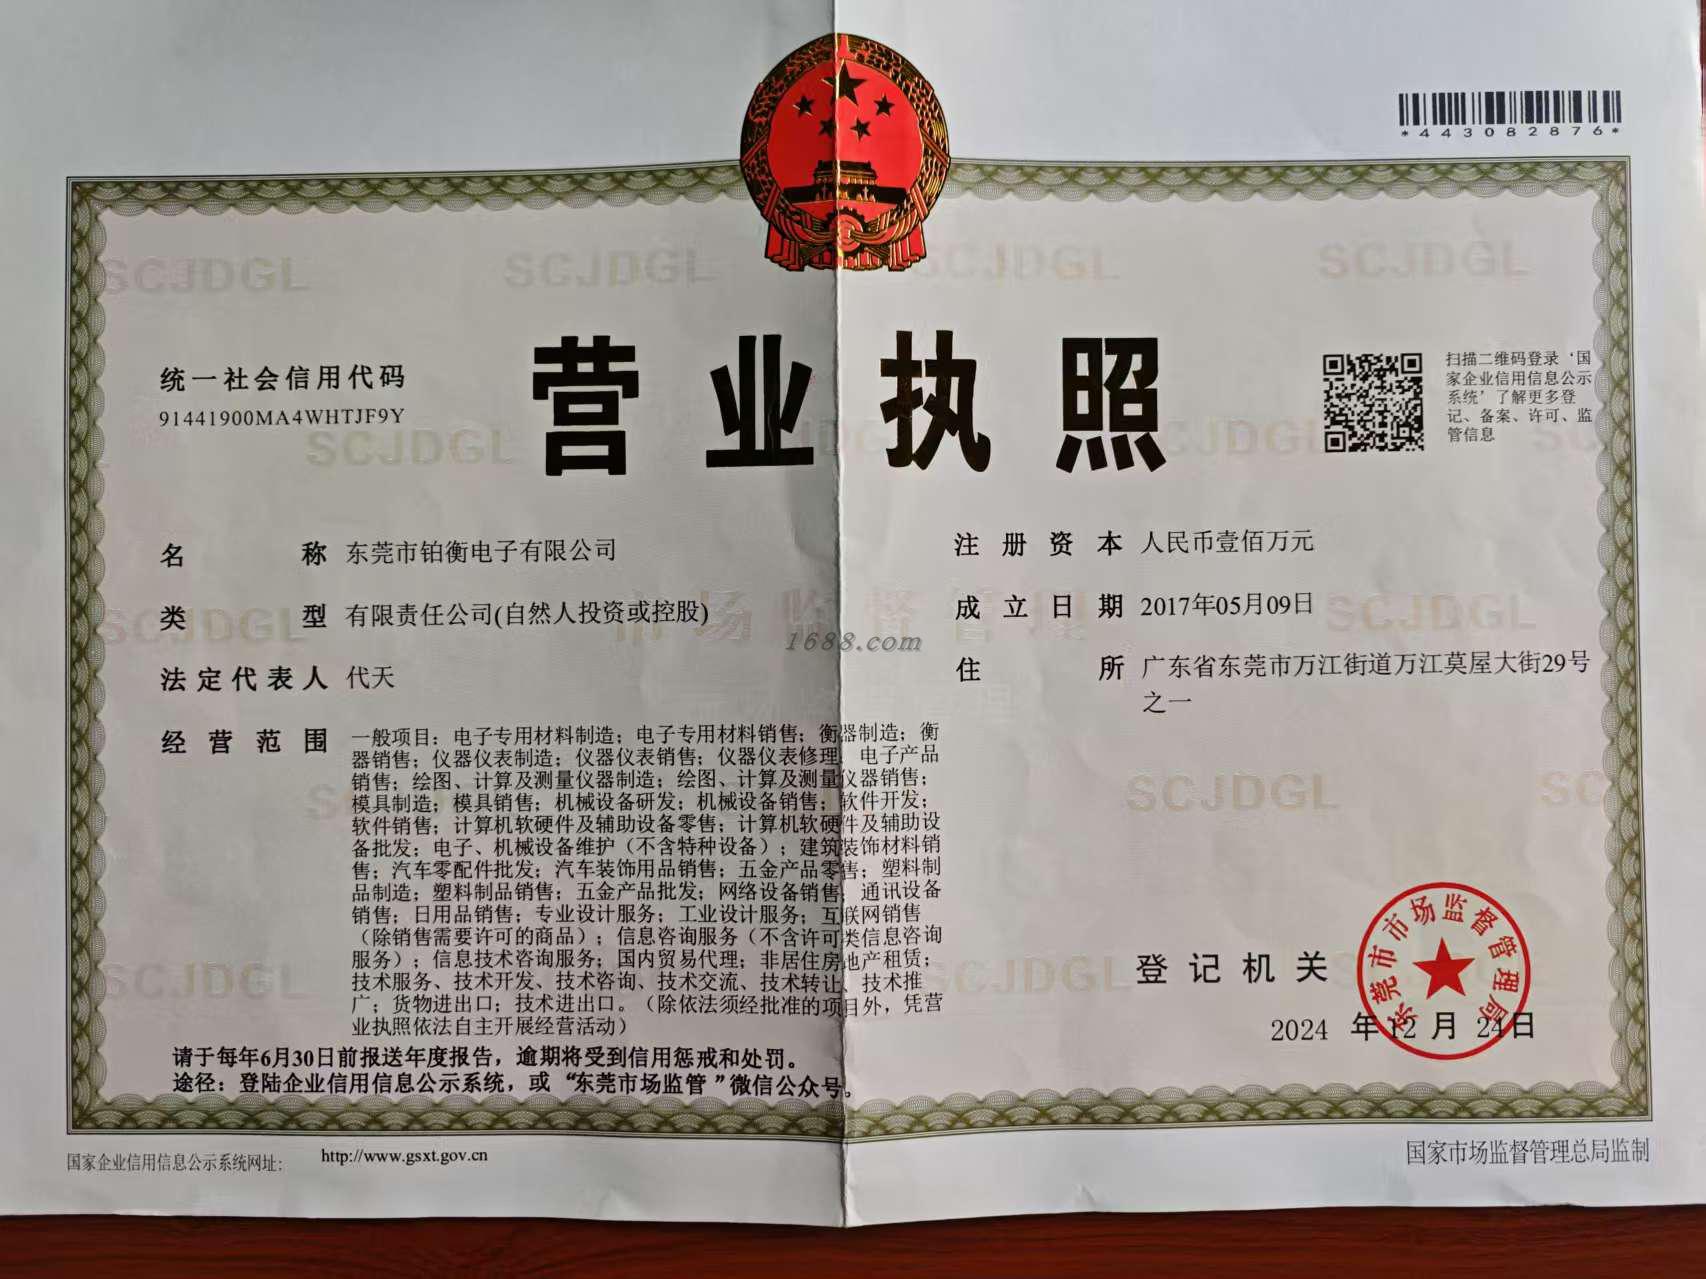 *443082876*
统一社会信用代码
91441900MA4WHTJF9Y
营业执照
扫描二维码登录‘国
家企业信用信息公示
系统’了解更多登
记、备案、许可、监
管信息
名称 东莞市铂衡电子有限公司
类型 有限责任公司(自然人投资或控股)
法定代表人 代天
经营范围 一般项目：电子专用材料制造；电子专用材料销售；衡器制造；衡
器销售；仪器仪表制造；仪器仪表销售；仪器仪表修理；电子产品
销售；绘图、计算及测量仪器制造；绘图、计算及测量仪器销售；
模具制造；模具销售；机械设备研发；机械设备销售；软件开发；
软件销售；计算机软硬件及辅助设备零售；计算机软硬件及辅助设
备批发；电子、机械设备维护（不含特种设备）；建筑装饰材料销
售；汽车零配件批发；汽车装饰用品销售；五金产品零售；塑料制
品制造；塑料制品销售；五金产品批发；网络设备销售；通讯设备
销售；日用品销售；专业设计服务；工业设计服务；互联网销售
（除销售需要许可的商品）；信息咨询服务（不含许可类信息咨询
服务）；信息技术咨询服务；国内贸易代理；非居住房地产租赁；
技术服务、技术开发、技术咨询、技术交流、技术转让、技术推
广；货物进出口；技术进出口。（除依法须经批准的项目外，凭营
业执照依法自主开展经营活动）
请于每年6月30日前报送年度报告，逾期将受到信用惩戒和处罚。
途径：登陆企业信用信息公示系统，或“东莞市场监管”微信公众号。
注册资本 人民币壹佰万元
成立日期 2017年05月09日
住所 广东省东莞市万江街道万江莫屋大街29号
之一
1688.com
登记机关
东莞市市场监督管理局
2024 年12 月 24日
国家企业信用信息公示系统网址： http://www.gsxt.gov.cn
国家市场监督管理总局监制
SCJDGL
SCJDGL
SCJDGL
SCJDGL
SCJDGL
SCJDGL
市场监督管理
SCJDGL
SCJDGL
SCJDGL
SCJDGL